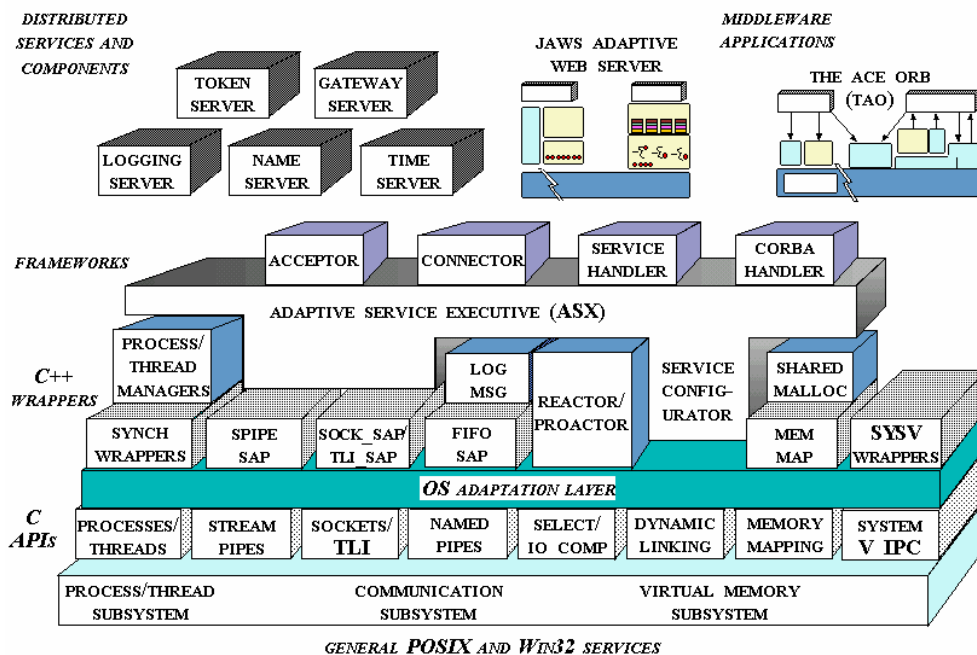 DISTRIBUTED
SERVICES AND
COMPONENTS
TOKEN
SERVER
GATEWAY
SERVER
LOGGING
SERVER
NAME
SERVER
TIME
SERVER
JAWS ADAPTIVE
WEB SERVER
MIDDLEWARE
APPLICATIONS
THE ACE ORB
(TAO)
FRAMEWORKS
ACCEPTOR
CONNECTOR
SERVICE
HANDLER
CORBA
HANDLER
ADAPTIVE SERVICE EXECUTIVE (ASX)
C++
WRAPPERS
PROCESS/
THREAD
MANAGERS
LOG
MSG
REACTOR/
PROACTOR
SERVICE
CONFIG-
URATOR
SHARED
MALLOC
SYNCH
WRAPPERS
SPIPE
SAP
SOCK_SAP/
TLI_SAP
FIFO
SAP
MEM
MAP
SYSV
WRAPPERS
OS ADAPTATION LAYER
C
APIs
PROCESSES/
THREADS
STREAM
PIPES
SOCKETS/
TLI
NAMED
PIPES
SELECT/
IO COMP
DYNAMIC
LINKING
MEMORY
MAPPING
SYSTEM
V IPC
PROCESS/THREAD
SUBSYSTEM
COMMUNICATION
SUBSYSTEM
VIRTUAL MEMORY
SUBSYSTEM
GENERAL POSIX AND WIN32 SERVICES